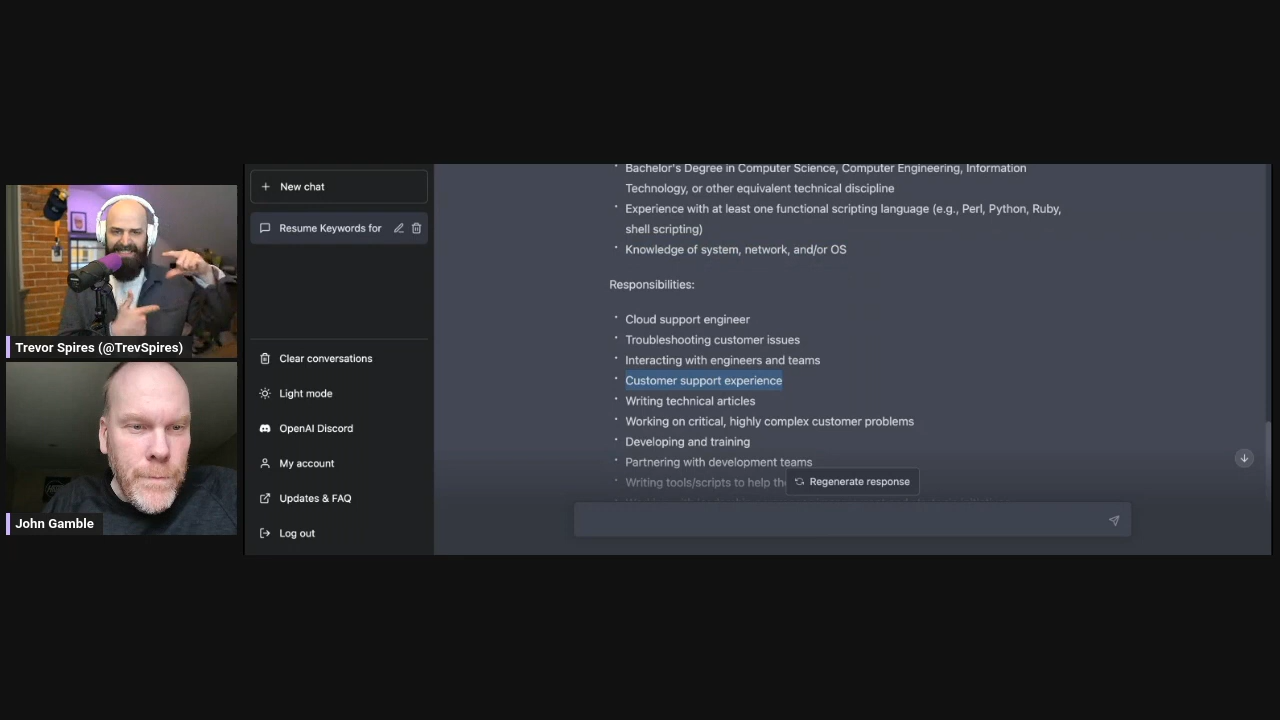 New chat
Resume Keywords for
Clear conversations
Light mode
OpenAI Discord
My account
Updates & FAQ
Log out
Bachelor's Degree in Computer Science, Computer Engineering, Information
Technology, or other equivalent technical discipline
Experience with at least one functional scripting language (e.g., Perl, Python, Ruby,
shell scripting)
Knowledge of system, network, and/or OS
Responsibilities:
Cloud support engineer
Troubleshooting customer issues
Interacting with engineers and teams
Customer support experience
Writing technical articles
Working on critical, highly complex customer problems
Developing and training
Partnering with development teams
Writing tools/scripts to help the
Regenerate response
Trevor Spires (@TrevSpires)
John Gamble